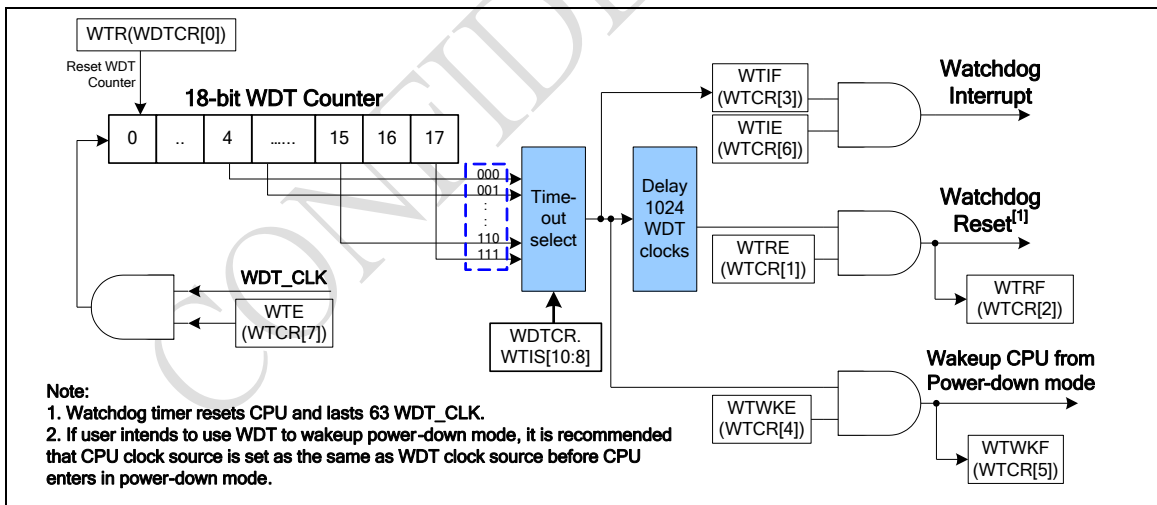 WTR(WDTCR[0])
Reset WDT
Counter
18-bit WDT Counter
0 .. 4 ...... 15 16 17
000
001
:
:
110
111
Time-
out
select
WDTCR.
WTIS[10:8]
WDT_CLK
WTE
(WTCR[7])
Delay
1024
WDT
clocks
WTIF
(WTCR[3])
WTIE
(WTCR[6])
Watchdog
Interrupt
WTRE
(WTCR[1])
Watchdog
Reset[1]
WTRF
(WTCR[2])
WTWKE
(WTCR[4])
Wakeup CPU from
Power-down mode
WTWKF
(WTCR[5])
Note:
1. Watchdog timer resets CPU and lasts 63 WDT_CLK.
2. If user intends to use WDT to wakeup power-down mode, it is recommended
that CPU clock source is set as the same as WDT clock source before CPU
enters in power-down mode.
CONFID